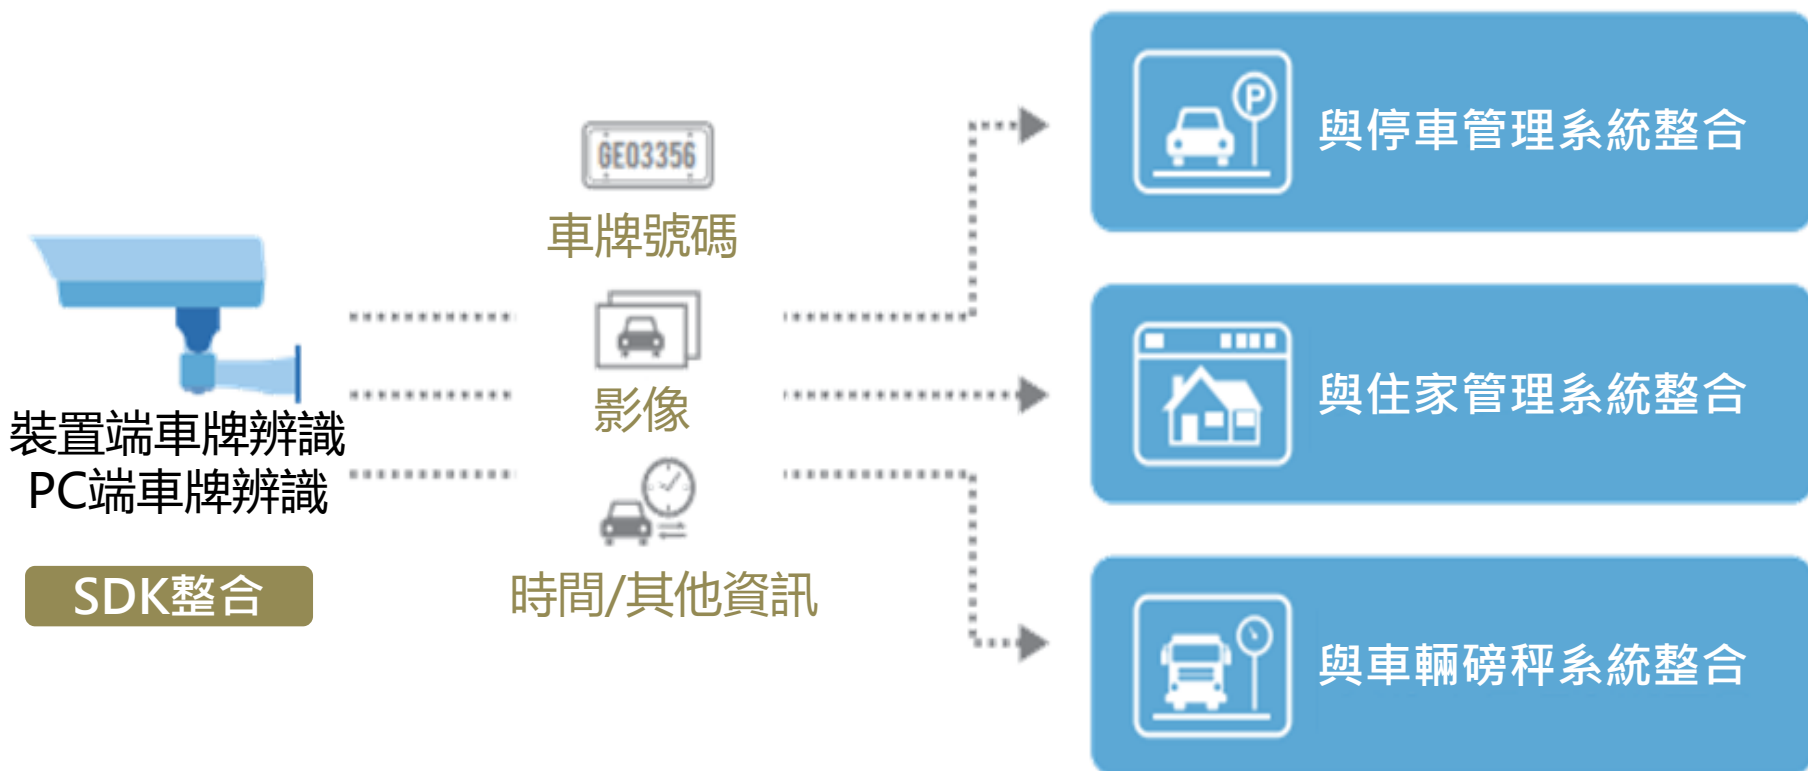 GE03356
車牌號碼
影像
時間/其他資訊
裝置端車牌辨識
PC端車牌辨識
SDK整合
P
與停車管理系統整合
與住家管理系統整合
與車輛磅秤系統整合